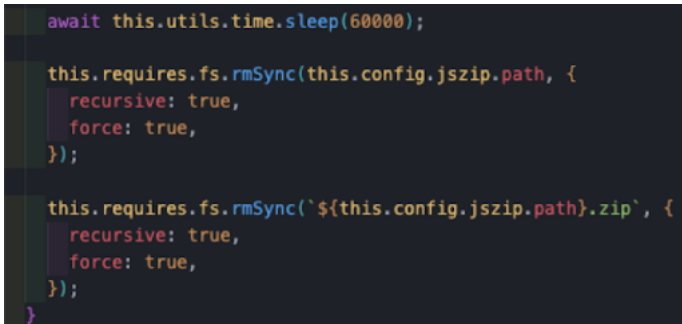 await this.utils.time.sleep(60000);
this.requires.fs.rmSync(this.config.jszip.path, {
recursive: true,
force: true,
});
this.requires.fs.rmSync(`${this.config.jszip.path}.zip`, {
recursive: true,
force: true,
});
}